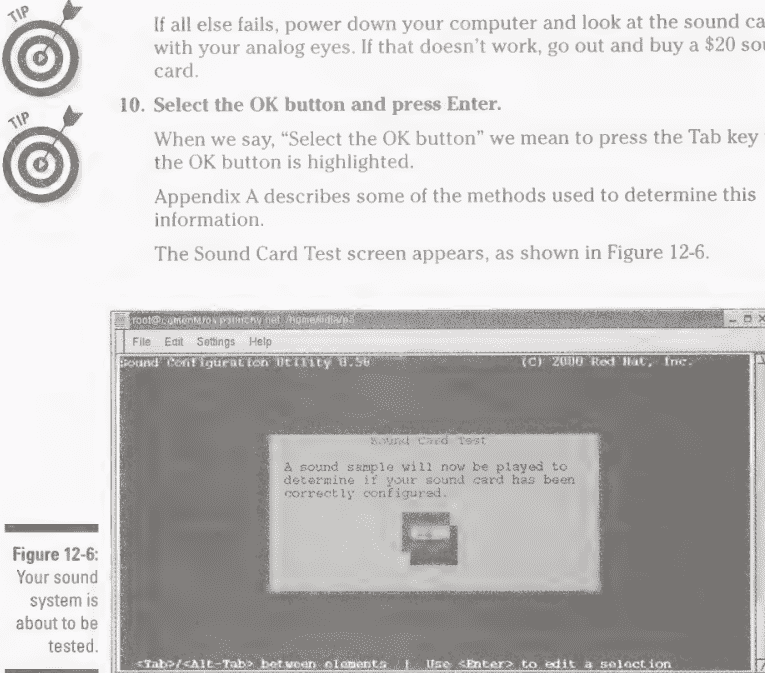 TIP
If all else fails, power down your computer and look at the sound ca
with your analog eyes. If that doesn't work, go out and buy a $20 sou
card.
10. Select the OK button and press Enter.
TIP
When we say, "Select the OK button" we mean to press the Tab key
the OK button is highlighted.
Appendix A describes some of the methods used to determine this
information.
The Sound Card Test screen appears, as shown in Figure 12-6.
File Edit Settings Help
Sound Configuration Utility (C) 2000 Red Hat, Inc.
Sound Card Test
A sound sample will now be played to
determine if your sound card has been
correctly configured.
<Tab>/<Alt-Tab> between elements | Use <Enter> to edit a selection
Figure 12-6:
Your sound
system is
about to be
tested.